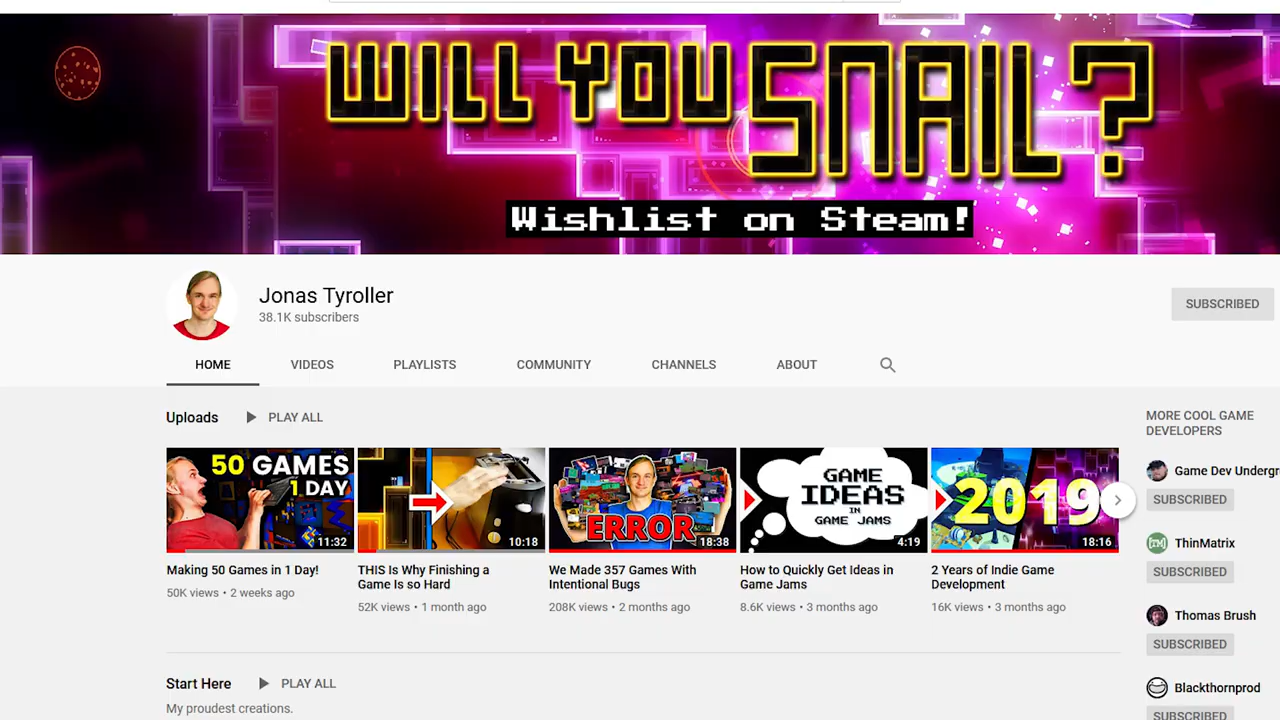 WILL YOU SNAIL?
Wishlist on Steam!
Jonas Tyroller
38.1K subscribers
SUBSCRIBED
HOME VIDEOS PLAYLISTS COMMUNITY CHANNELS ABOUT
Uploads PLAY ALL
50 GAMES
1 DAY
11:32
10:18
ERROR
18:38
GAME
IDEAS
IN
GAME JAMS
4:19
2019
18:16
Making 50 Games in 1 Day!
50K views • 2 weeks ago
THIS Is Why Finishing a
Game Is so Hard
52K views • 1 month ago
We Made 357 Games With
Intentional Bugs
208K views • 2 months ago
How to Quickly Get Ideas in
Game Jams
8.6K views • 3 months ago
2 Years of Indie Game
Development
16K views • 3 months ago
MORE COOL GAME
DEVELOPERS
Game Dev Undergr
SUBSCRIBED
TM
ThinMatrix
SUBSCRIBED
Thomas Brush
SUBSCRIBED
Blackthornprod
SUBSCRIBED
Start Here PLAY ALL
My proudest creations.